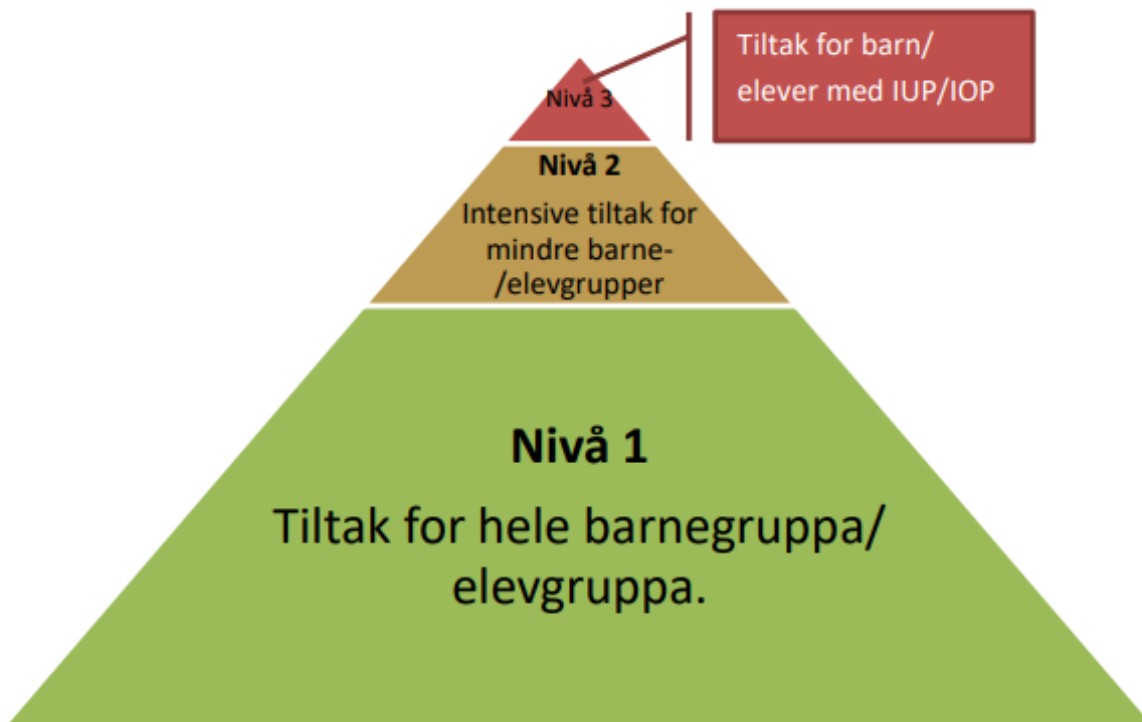 Tiltak for barn/
elever med IUP/IOP
Nivå 3
Nivå 2
Intensive tiltak for
mindre barne-
/elevgrupper
Nivå 1
Tiltak for hele barnegruppa/
elevgruppa.